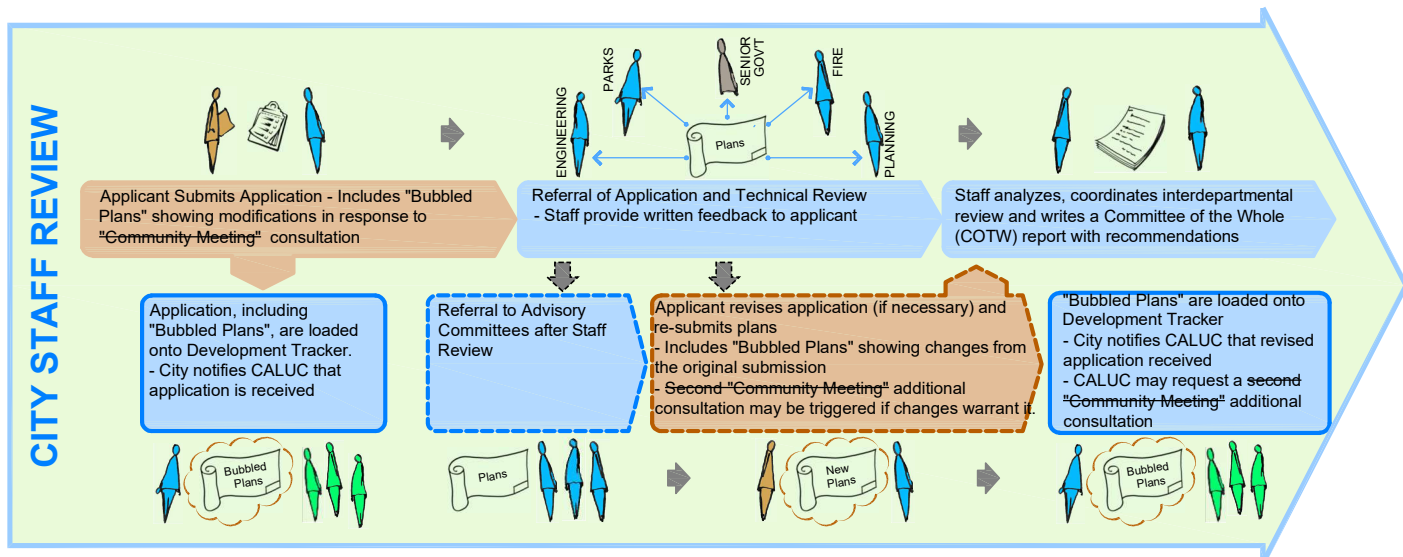 CITY STAFF REVIEW
ENGINEERING
PARKS
SENIOR
GOV'T
FIRE
PLANNING
Plans
Applicant Submits Application - Includes "Bubbled
Plans" showing modifications in response to
"Community Meeting" consultation
Referral of Application and Technical Review
- Staff provide written feedback to applicant
Staff analyzes, coordinates interdepartmental
review and writes a Committee of the Whole
(COTW) report with recommendations
Application, including
"Bubbled Plans", are loaded
onto Development Tracker.
- City notifies CALUC that
application is received
Referral to Advisory
Committees after Staff
Review
Applicant revises application (if necessary) and
re-submits plans
- Includes "Bubbled Plans" showing changes from
the original submission
- Second "Community Meeting" additional
consultation may be triggered if changes warrant it.
"Bubbled Plans" are loaded onto
Development Tracker
- City notifies CALUC that revised
application received
- CALUC may request a second
"Community Meeting" additional
consultation
Bubbled
Plans
Plans
New
Plans
Bubbled
Plans